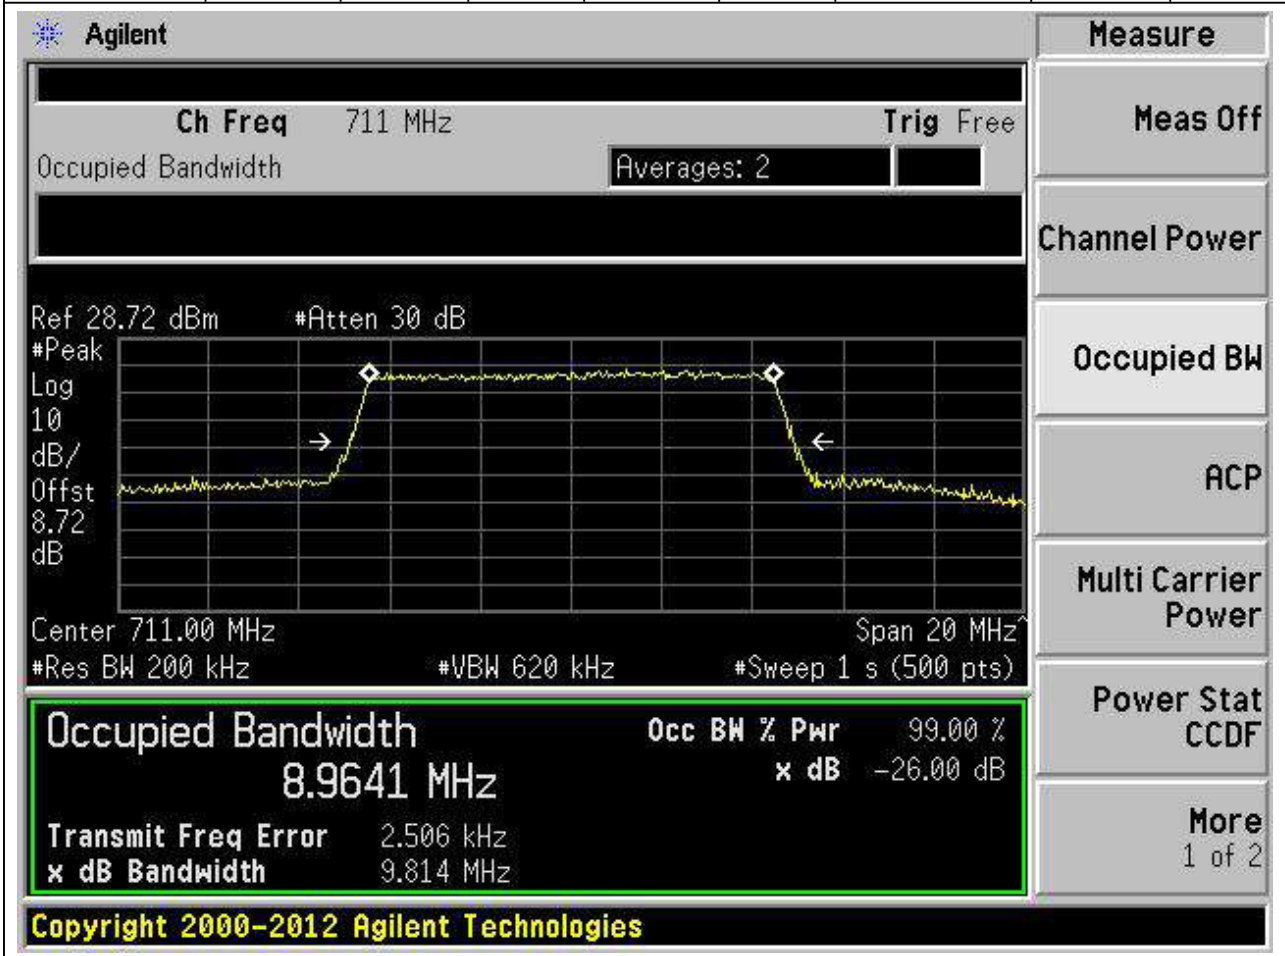 Agilent
Measure
Ch Freq 711 MHz Trig Free
Occupied Bandwidth Averages: 2
Meas Off
Channel Power
Occupied BW
ACP
Multi Carrier
Power
Power Stat
CCDF
More
1 of 2
Ref 28.72 dBm #Atten 30 dB
#Peak
Log
10
dB/
Offst
8.72
dB
Center 711.00 MHz Span 20 MHz^
#Res BW 200 kHz #VBW 620 kHz #Sweep 1 s (500 pts)
Occupied Bandwidth Occ BW % Pwr 99.00 %
8.9641 MHz x dB -26.00 dB
Transmit Freq Error 2.506 kHz
x dB Bandwidth 9.814 MHz
Copyright 2000-2012 Agilent Technologies